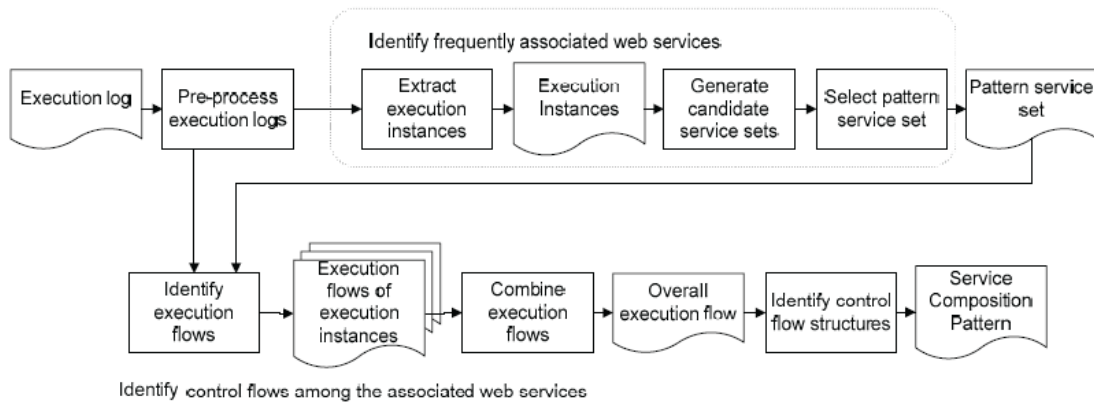 Identify frequently associated web services
Execution log
Pre-process
execution logs
Extract
execution
instances
Execution
Instances
Generate
candidate
service sets
Select pattern
service set
Pattern service
set
Identify
execution
flows
Execution
flows of
execution
instances
Combine
execution
flows
Overall
execution flow
Identify control
flow structures
Service
Composition
Pattern
Identify control flows among the associated web services